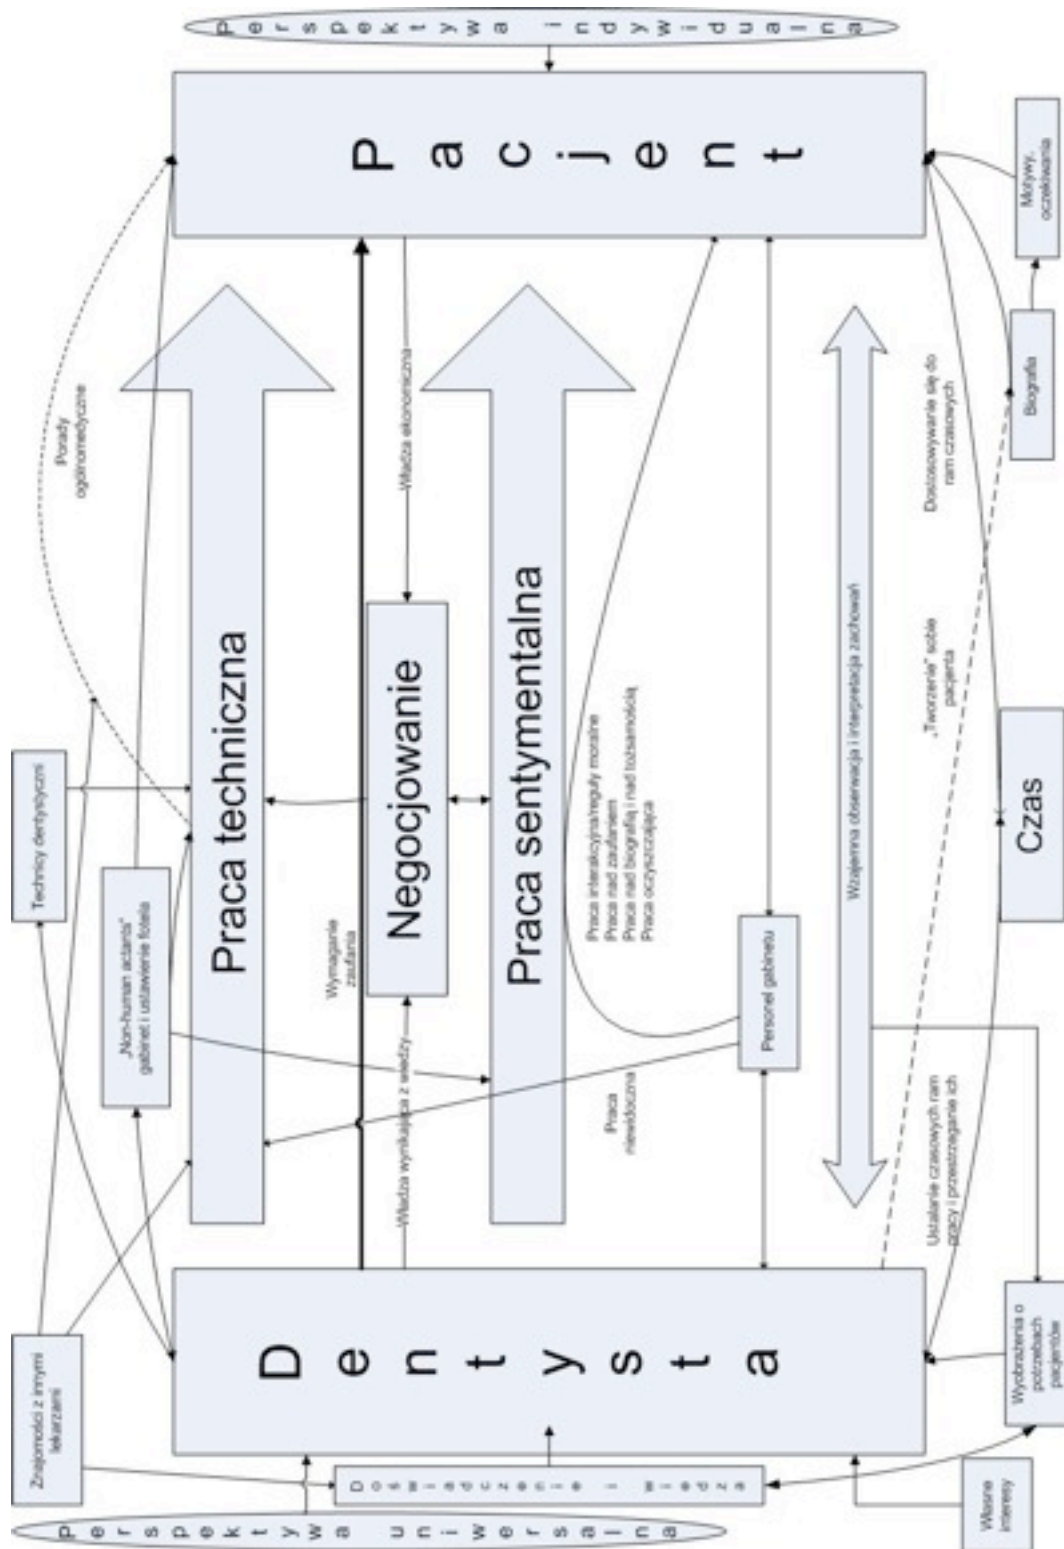 Perspektywa uniwersalna
Znajomości z innymi
lekarzami
Doświadczenie i wiedza
Własne
interesy
Dentysta
Wyobrażenia o
potrzebach
pacjentów
Technicy dentystyczni
„Non-human actants"
gabinet i ustawienie fotela
Porady
ogólnomedyczne
Praca techniczna
Wymaganie
zaufania
Władza wynikająca z wiedzy
Negocjowanie
Władza ekonomiczna
Praca sentymentalna
Praca interakcyjna/reguły moralne
Praca nad zaufaniem
Praca nad biografią i nad tożsamością
Praca oczyszczająca
Praca
niewidoczna
Personel gabinetu
Wzajemna obserwacja i interpretacja zachowań
Ustalanie czasowych ram
pracy i przestrzeganie ich
„Tworzenie" sobie
pacjenta
Dostosowywanie się do
ram czasowych
Czas
Biografia
Motywy,
oczekiwania
Pacjent
Perspektywa indywidualna